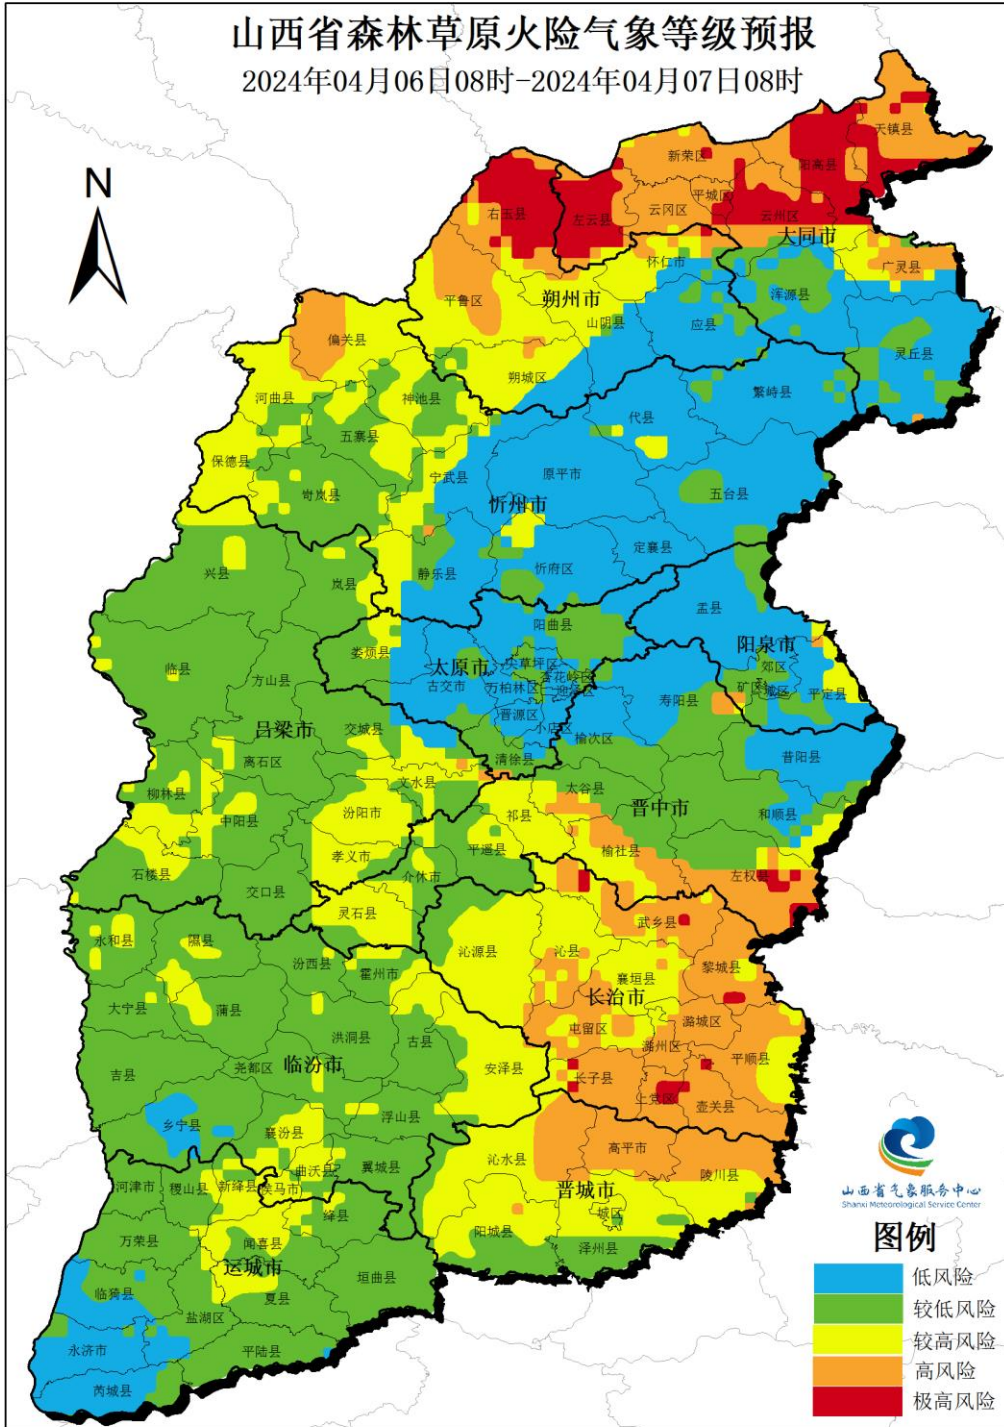 山西省森林草原火险气象等级预报
2024年04月06日08时-2024年04月07日08时
N
天镇县
新荣区
阳高县
平城区
右玉县
左云县
云冈区
云州区
大同市
怀仁市
广灵县
平鲁区
朔州市
浑源县
山阴县
应县
偏关县
灵丘县
朔城区
河曲县
神池县
繁峙县
代县
五寨县
保德县
宁武县
原平市
岢岚县
五台县
忻州市
定襄县
兴县
岚县
静乐县
忻府区
盂县
阳曲县
娄烦县
太原市
尖草坪区
阳泉市
郊区
临县
方山县
古交市
万柏林区
杏花岭区
迎泽区
矿区
城区
平定县
寿阳县
晋源区
小店区
榆次区
吕梁市
交城县
离石区
清徐县
昔阳县
柳林县
文水县
太谷县
中阳县
汾阳市
祁县
晋中市
和顺县
孝义市
平遥县
榆社县
石楼县
介休市
左权县
交口县
灵石县
武乡县
永和县
隰县
沁源县
沁县
汾西县
霍州市
襄垣县
黎城县
大宁县
蒲县
长治市
洪洞县
古县
屯留区
潞城区
潞州区
平顺县
吉县
尧都区
临汾市
安泽县
长子县
上党区
壶关县
乡宁县
浮山县
襄汾县
高平市
曲沃县
翼城县
沁水县
陵川县
河津市
稷山县
新绛县
侯马市
晋城市
绛县
城区
万荣县
闻喜县
阳城县
泽州县
运城市
垣曲县
临猗县
夏县
盐湖区
永济市
平陆县
芮城县
山西省气象服务中心
Shanxi Meteorological Service Center
图例
低风险
较低风险
较高风险
高风险
极高风险